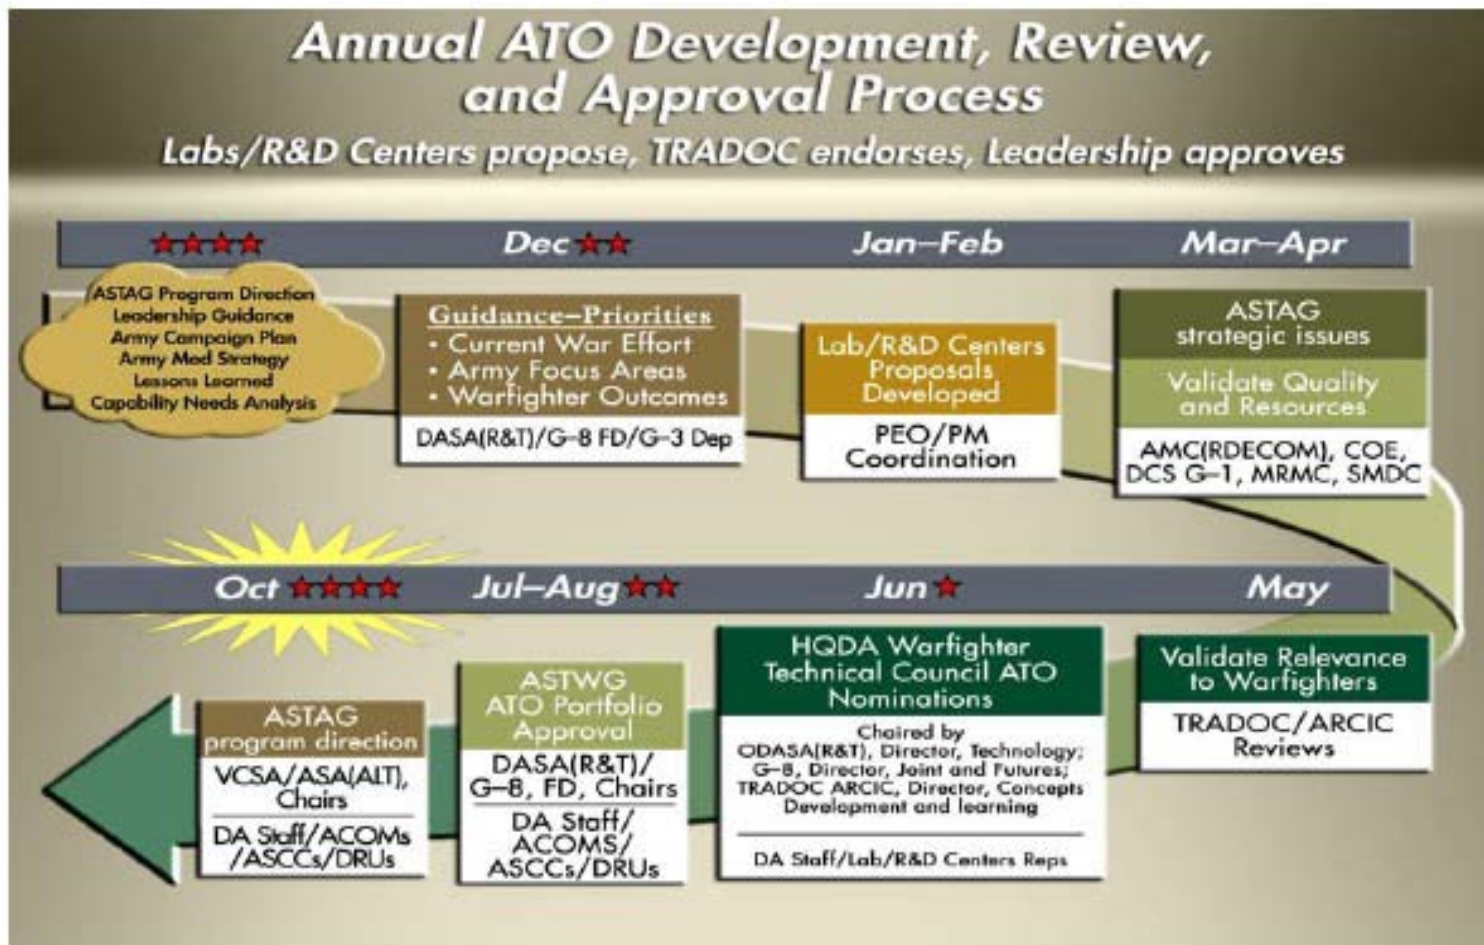 Annual ATO Development, Review,
and Approval Process
Labs/R&D Centers propose, TRADOC endorses, Leadership approves
Dec
Jan–Feb
Mar–Apr
ASTAG Program Direction
Leadership Guidance
Army Campaign Plan
Army Mod Strategy
Lessons Learned
Capability Needs Analysis
Guidance–Priorities
• Current War Effort
• Army Focus Areas
• Warfighter Outcomes
DASA(R&T)/G–8 FD/G–3 Dep
Lab/R&D Centers
Proposals
Developed
PEO/PM
Coordination
ASTAG
strategic issues
Validate Quality
and Resources
AMC(RDECOM), COE,
DCS G–1, MRMC, SMDC
Oct
Jul–Aug
Jun
May
ASTAG
program direction
VCSA/ASA(ALT),
Chairs
DA Staff/ACOMs
/ASCCs/DRUs
ASTWG
ATO Portfolio
Approval
DASA(R&T)/
G–8, FD, Chairs
DA Staff/
ACOMS/
ASCCs/DRUs
HQDA Warfighter
Technical Council ATO
Nominations
Chaired by
ODASA(R&T), Director, Technology;
G–8, Director, Joint and Futures;
TRADOC ARCIC, Director, Concepts
Development and learning
DA Staff/Lab/R&D Centers Reps
Validate Relevance
to Warfighters
TRADOC/ARCIC
Reviews